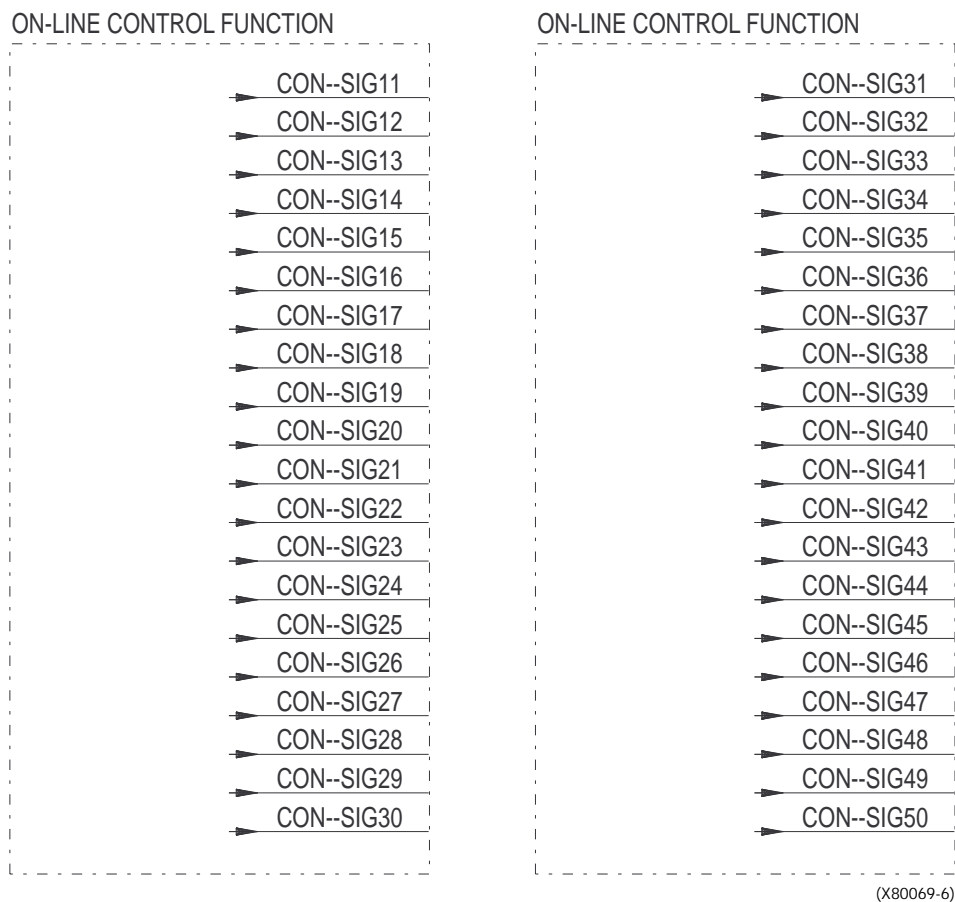 ON-LINE CONTROL FUNCTION
CON--SIG11
CON--SIG12
CON--SIG13
CON--SIG14
CON--SIG15
CON--SIG16
CON--SIG17
CON--SIG18
CON--SIG19
CON--SIG20
CON--SIG21
CON--SIG22
CON--SIG23
CON--SIG24
CON--SIG25
CON--SIG26
CON--SIG27
CON--SIG28
CON--SIG29
CON--SIG30
ON-LINE CONTROL FUNCTION
CON--SIG31
CON--SIG32
CON--SIG33
CON--SIG34
CON--SIG35
CON--SIG36
CON--SIG37
CON--SIG38
CON--SIG39
CON--SIG40
CON--SIG41
CON--SIG42
CON--SIG43
CON--SIG44
CON--SIG45
CON--SIG46
CON--SIG47
CON--SIG48
CON--SIG49
CON--SIG50
(X80069-6)